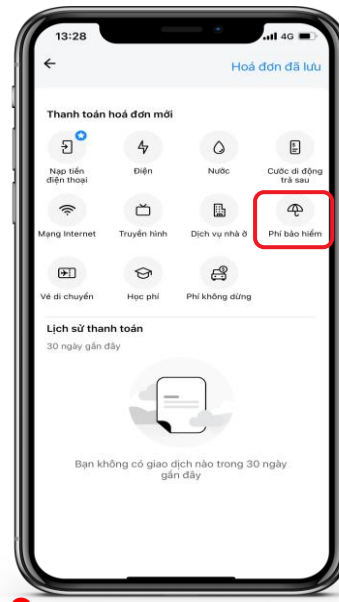 13:28
4G
Hoá đơn đã lưu
Thanh toán hoá đơn mới
Nạp tiền
điện thoại
Điện
Nước
Cước di động
trả sau
Mạng Internet
Truyền hình
Dịch vụ nhà ở
Phí bảo hiểm
Vé di chuyển
Học phí
Phí không dừng
Lịch sử thanh toán
30 ngày gần đây
Bạn không có giao dịch nào trong 30 ngày
gần đây